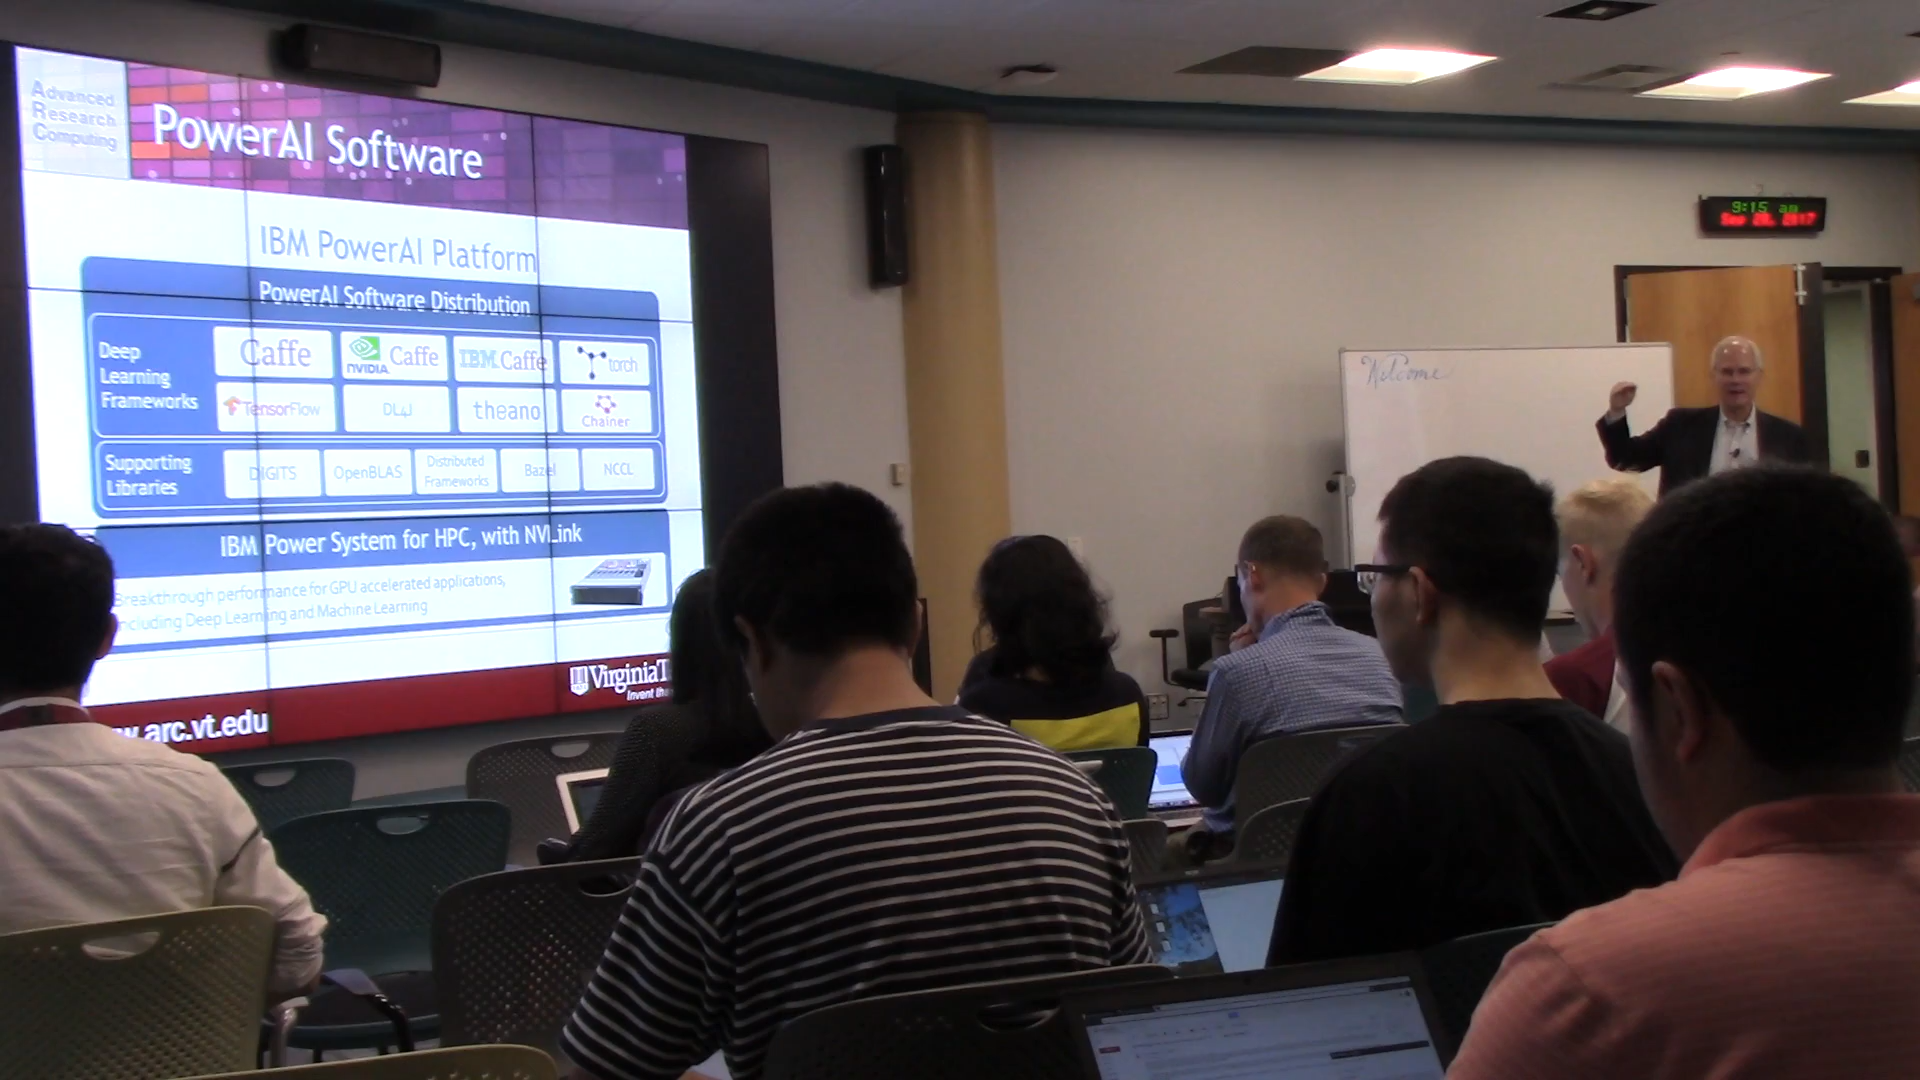 Advanced
Research
Computing
PowerAI Software
IBM PowerAI Platform
PowerAI Software Distribution
Deep
Learning
Frameworks
Caffe
NVIDIA Caffe
IBM Caffe
torch
TensorFlow
DL4J
theano
Chainer
Supporting
Libraries
DIGITS
OpenBLAS
Distributed
Frameworks
Bazel
NCCL
IBM Power System for HPC, with NVLink
Breakthrough performance for GPU accelerated applications,
including Deep Learning and Machine Learning
VirginiaT
Invent the
w.arc.vt.edu
9:15 am
Welcome